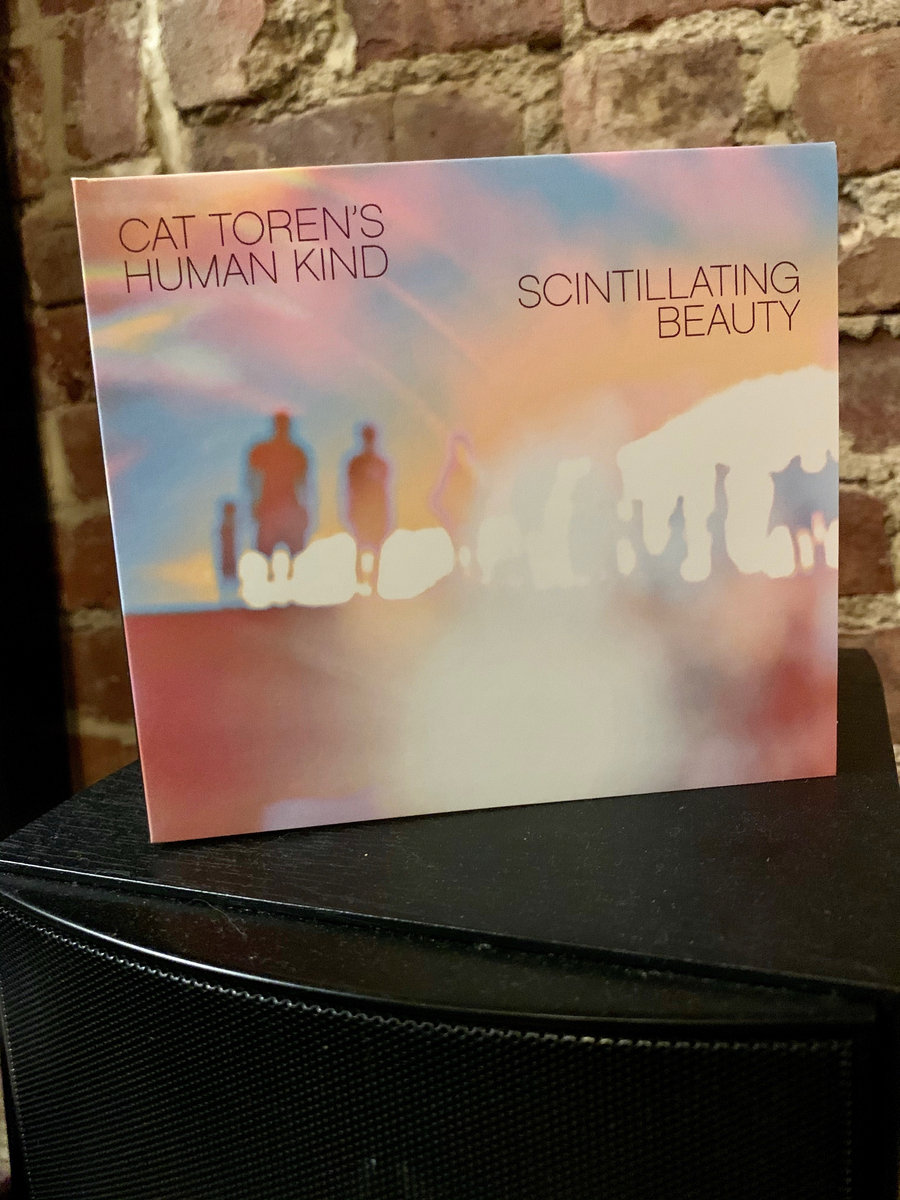 CAT TOREN'S
HUMAN KIND
SCINTILLATING
BEAUTY